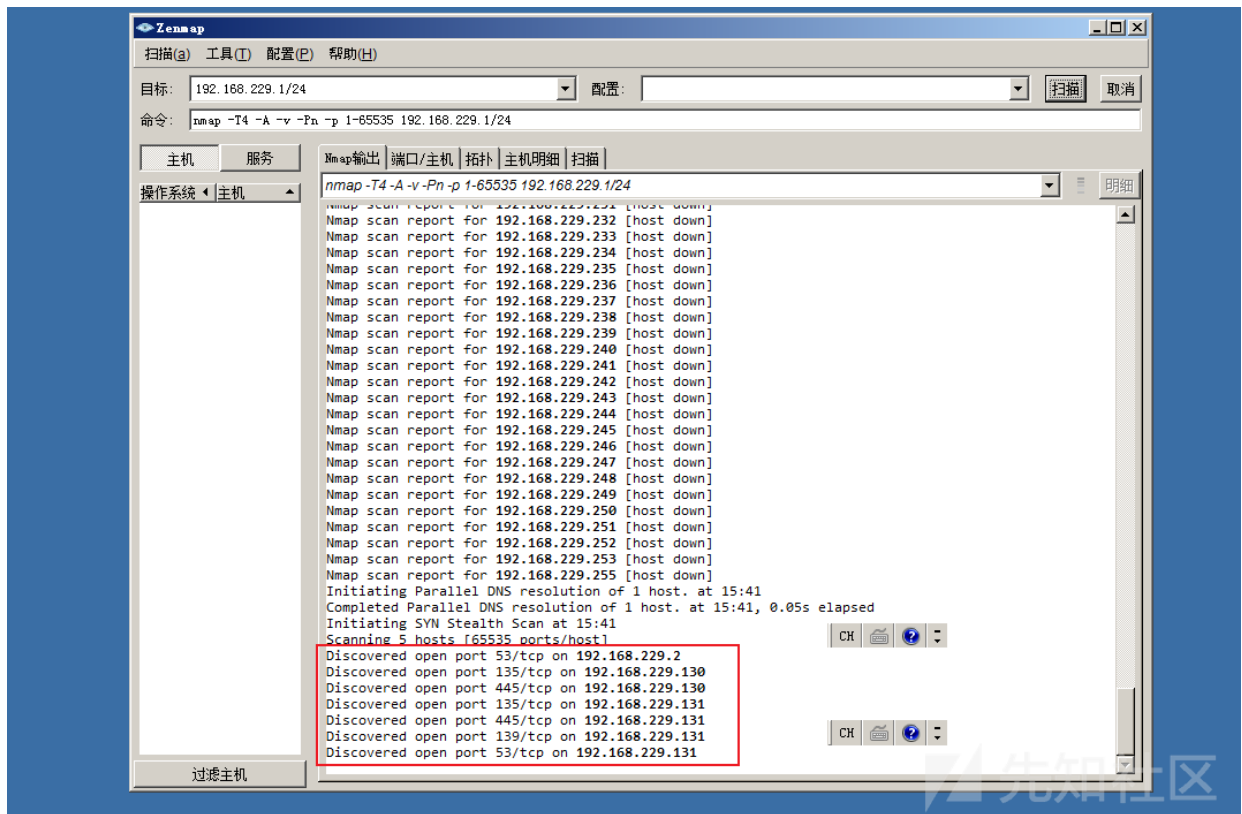 Zenmap
扫描(a) 工具(T) 配置(P) 帮助(H)
目标: 192.168.229.1/24 配置: 扫描 取消
命令: nmap -T4 -A -v -Pn -p 1-65535 192.168.229.1/24
主机 服务 Nmap输出 端口/主机 拓扑 主机明细 扫描
操作系统 主机
nmap -T4 -A -v -Pn -p 1-65535 192.168.229.1/24 明细
Nmap scan report for 192.168.229.231 [host down]
Nmap scan report for 192.168.229.232 [host down]
Nmap scan report for 192.168.229.233 [host down]
Nmap scan report for 192.168.229.234 [host down]
Nmap scan report for 192.168.229.235 [host down]
Nmap scan report for 192.168.229.236 [host down]
Nmap scan report for 192.168.229.237 [host down]
Nmap scan report for 192.168.229.238 [host down]
Nmap scan report for 192.168.229.239 [host down]
Nmap scan report for 192.168.229.240 [host down]
Nmap scan report for 192.168.229.241 [host down]
Nmap scan report for 192.168.229.242 [host down]
Nmap scan report for 192.168.229.243 [host down]
Nmap scan report for 192.168.229.244 [host down]
Nmap scan report for 192.168.229.245 [host down]
Nmap scan report for 192.168.229.246 [host down]
Nmap scan report for 192.168.229.247 [host down]
Nmap scan report for 192.168.229.248 [host down]
Nmap scan report for 192.168.229.249 [host down]
Nmap scan report for 192.168.229.250 [host down]
Nmap scan report for 192.168.229.251 [host down]
Nmap scan report for 192.168.229.252 [host down]
Nmap scan report for 192.168.229.253 [host down]
Nmap scan report for 192.168.229.255 [host down]
Initiating Parallel DNS resolution of 1 host. at 15:41
Completed Parallel DNS resolution of 1 host. at 15:41, 0.05s elapsed
Initiating SYN Stealth Scan at 15:41
Scanning 5 hosts [65535 ports/host]
CH
Discovered open port 53/tcp on 192.168.229.2
Discovered open port 135/tcp on 192.168.229.130
Discovered open port 445/tcp on 192.168.229.130
Discovered open port 135/tcp on 192.168.229.131
Discovered open port 445/tcp on 192.168.229.131
Discovered open port 139/tcp on 192.168.229.131
CH
Discovered open port 53/tcp on 192.168.229.131
过滤主机
先知社区